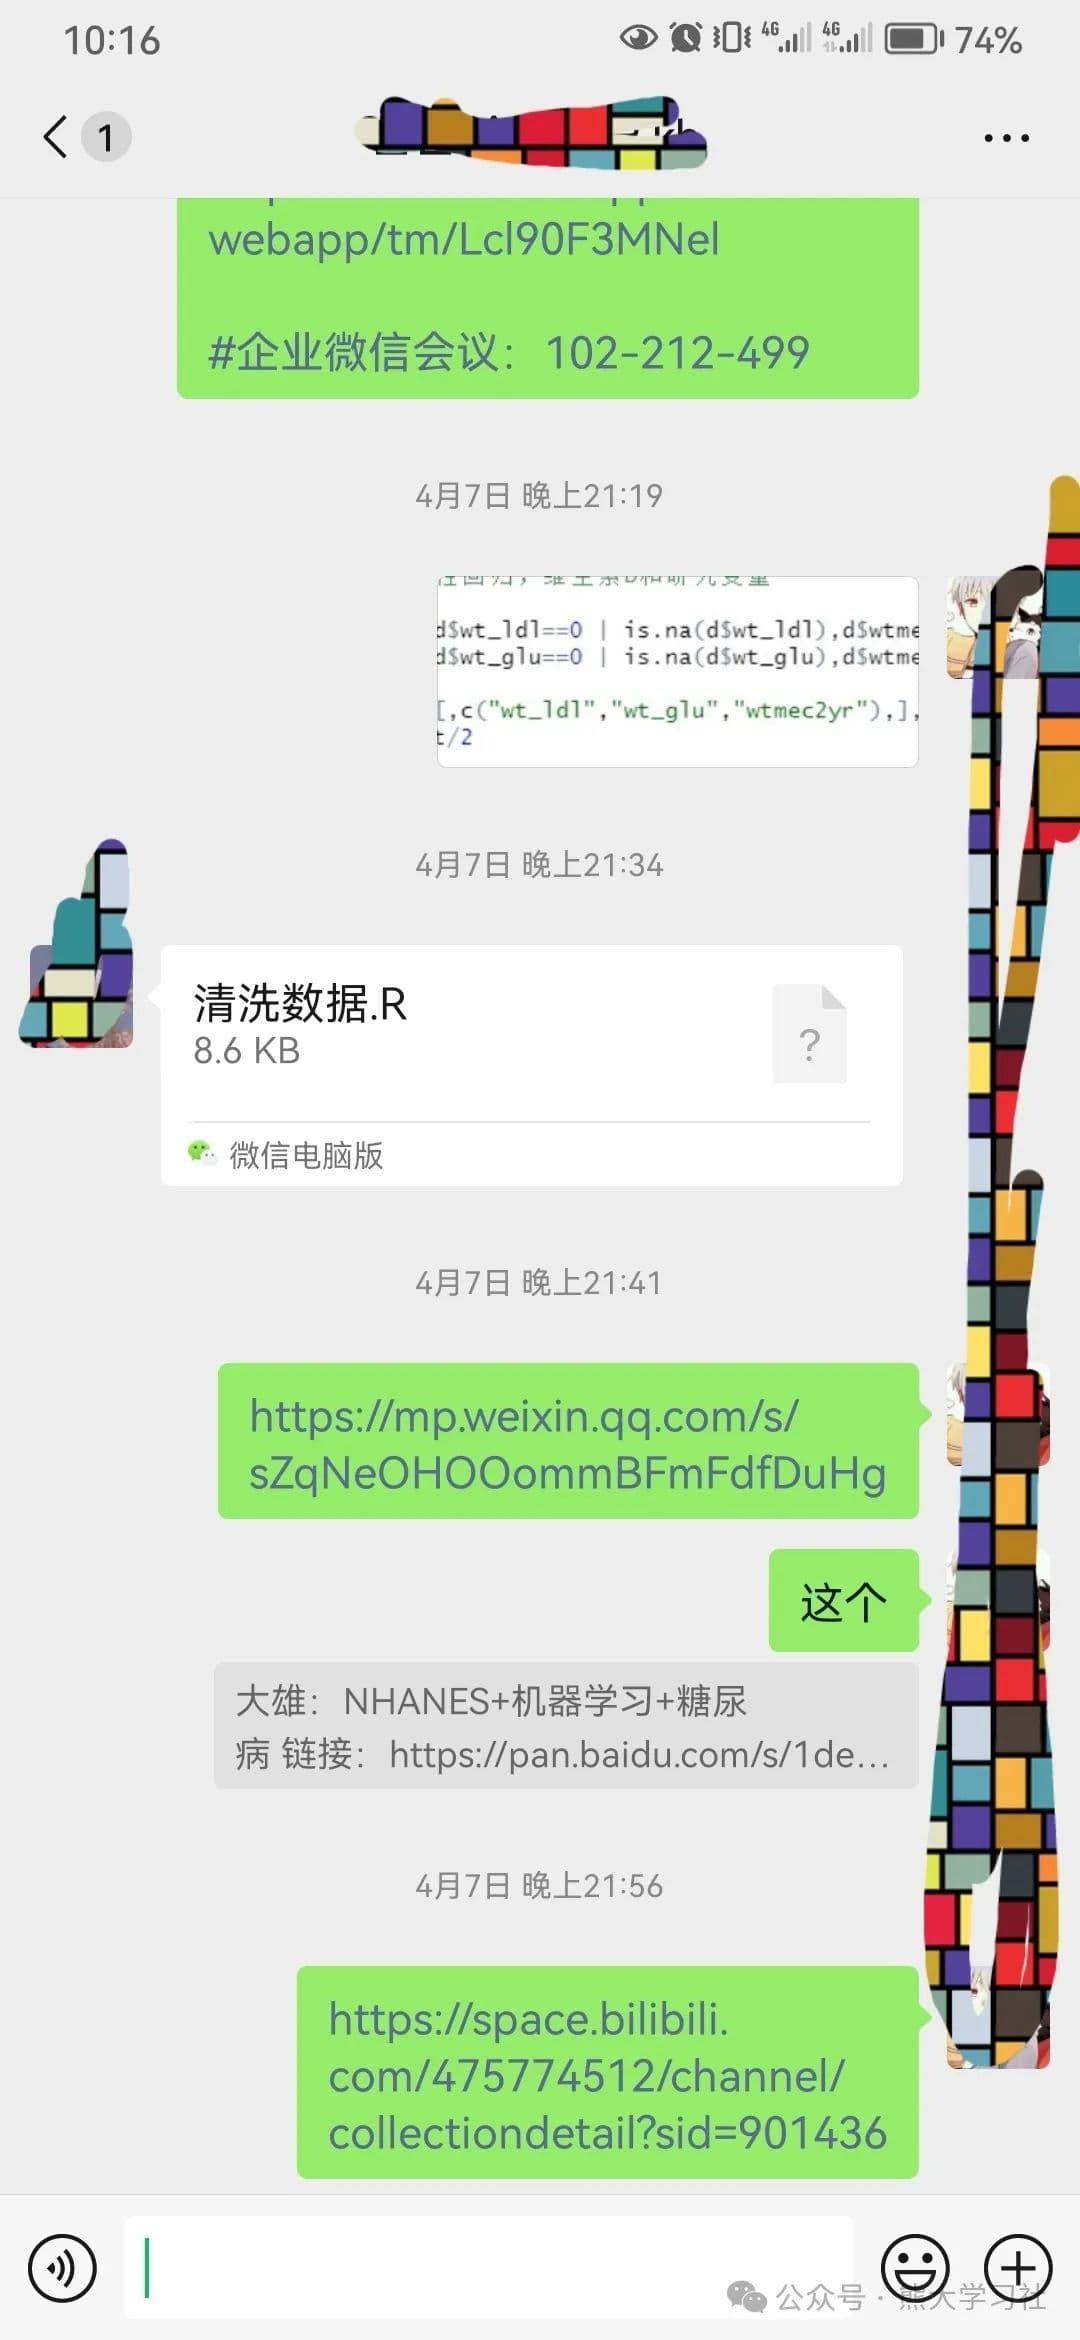 10:16
4G
4G
74%
1
webapp/tm/Lcl90F3MNel
#企业微信会议：102-212-499
4月7日 晚上21:19
d$wt_ldl==0 | is.na(d$wt_ldl),d$wtme
d$wt_glu==0 | is.na(d$wt_glu),d$wtme
[,c("wt_ldl","wt_glu","wtmec2yr"),],
t/2
4月7日 晚上21:34
清洗数据.R
8.6 KB
?
微信电脑版
4月7日 晚上21:41
https://mp.weixin.qq.com/s/
sZqNeOHOOommBFmFdfDuHg
这个
大雄：NHANES+机器学习+糖尿
病 链接：https://pan.baidu.com/s/1de...
4月7日 晚上21:56
https://space.bilibili.
com/475774512/channel/
collectiondetail?sid=901436
公众号 · 熊大学习社